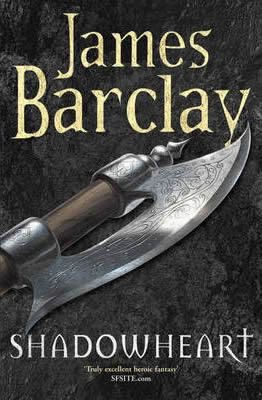 James
Barclay
SHADOWHEART
'Truly excellent heroic fantasy'
SFSITE.com